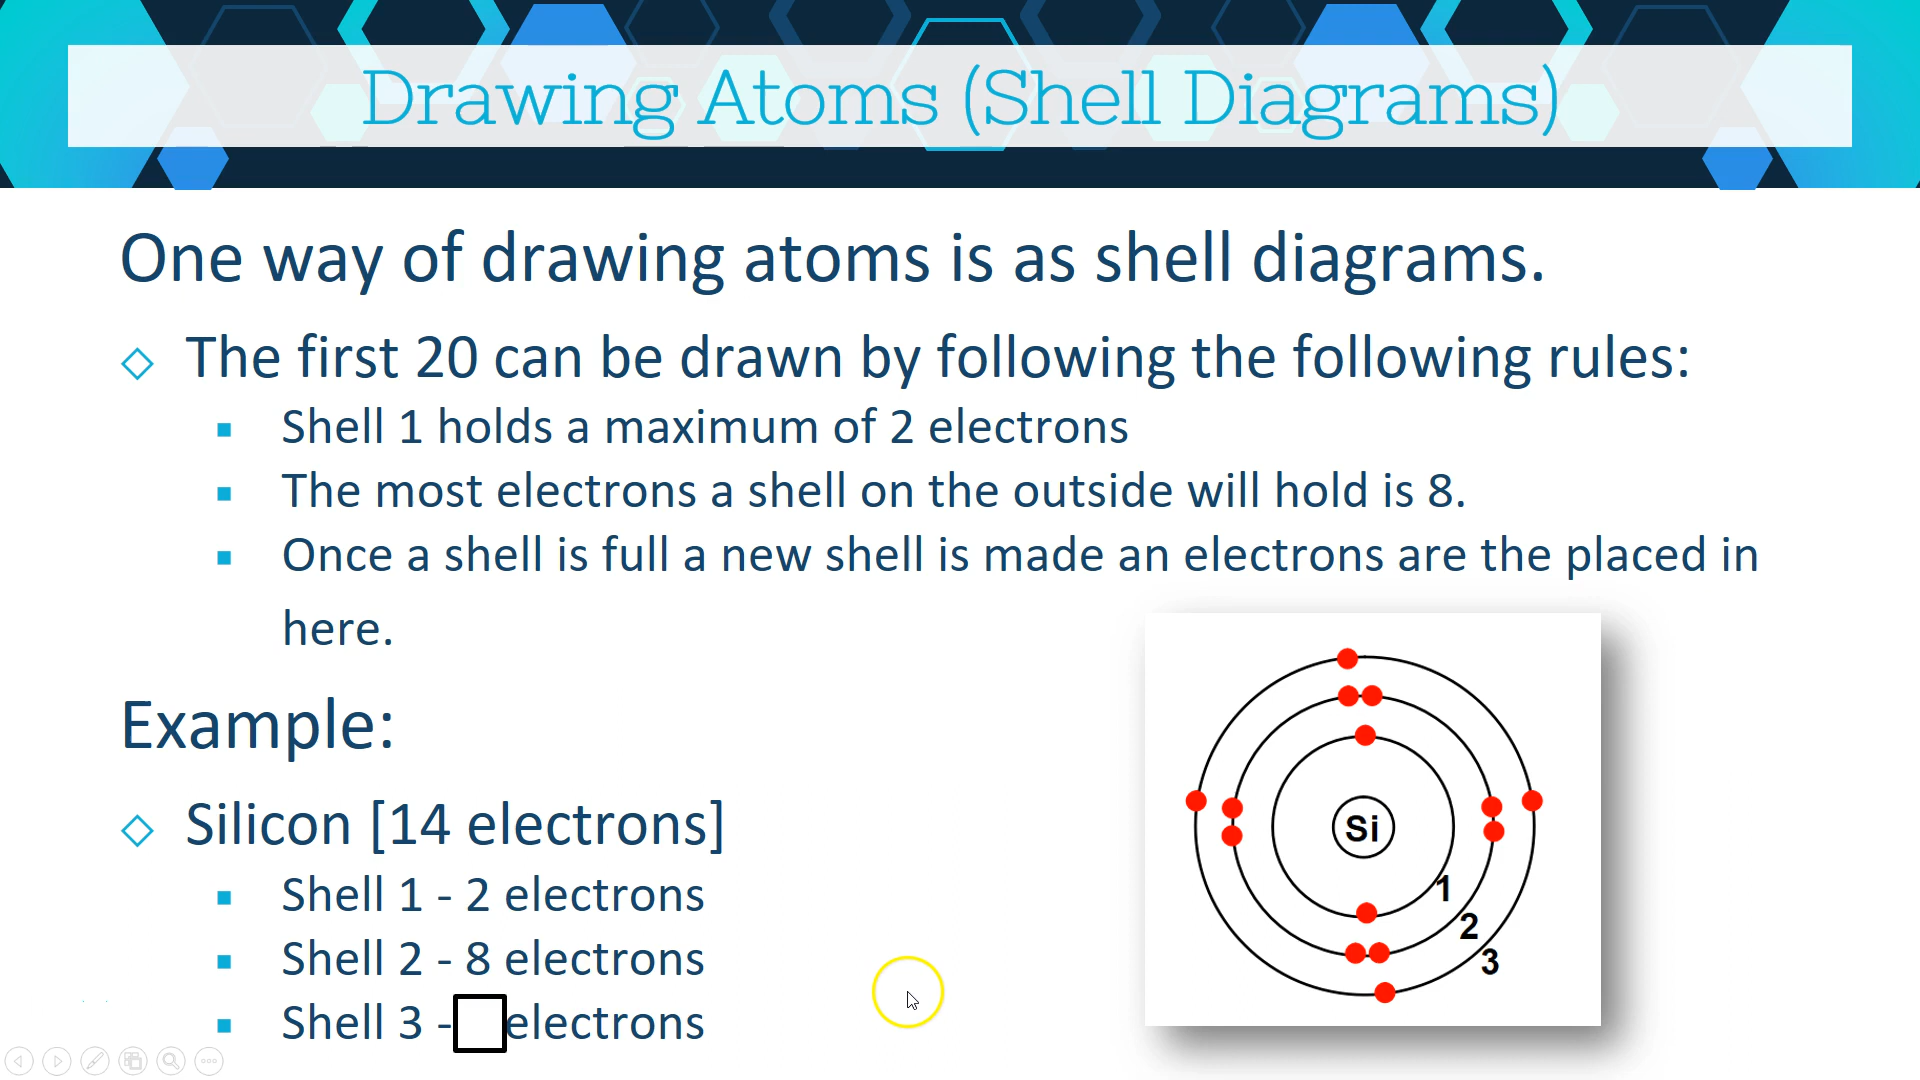 Drawing Atoms (Shell Diagrams)
One way of drawing atoms is as shell diagrams.
The first 20 can be drawn by following the following rules:
Shell 1 holds a maximum of 2 electrons
The most electrons a shell on the outside will hold is 8.
Once a shell is full a new shell is made an electrons are the placed in
here.
Example:
Silicon [14 electrons]
Shell 1 - 2 electrons
Shell 2 - 8 electrons
Shell 3 - electrons
Si
1
2
3